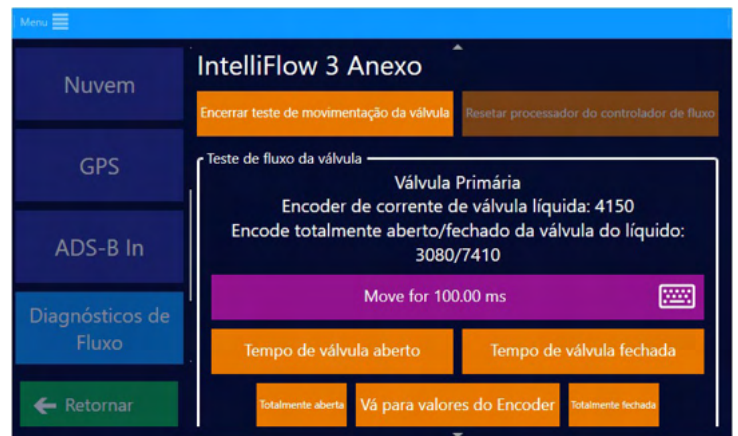 Menu
Nuvem
GPS
ADS-B In
Diagnósticos de
Fluxo
Retornar
IntelliFlow 3 Anexo
Encerrar teste de movimentação da válvula
Resetar processador do controlador de fluxo
Teste de fluxo da válvula
Válvula Primária
Encoder de corrente de válvula líquida: 4150
Encode totalmente aberto/fechado da válvula do líquido:
3080/7410
Move for 100.00 ms
Tempo de válvula aberto
Tempo de válvula fechada
Totalmente aberta
Vá para valores do Encoder
Totalmente fechada